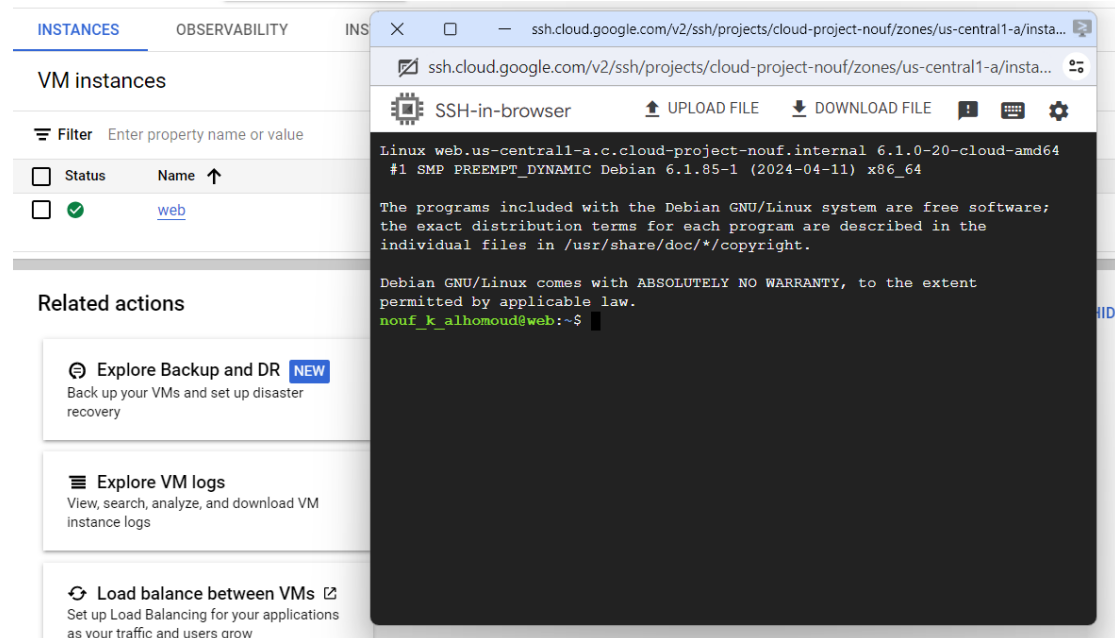 INSTANCES
OBSERVABILITY
INS
VM instances
Filter Enter property name or value
Status Name
web
Related actions
Explore Backup and DR NEW
Back up your VMs and set up disaster
recovery
Explore VM logs
View, search, analyze, and download VM
instance logs
Load balance between VMs
Set up Load Balancing for your applications
as your traffic and users grow
ssh.cloud.google.com/v2/ssh/projects/cloud-project-nouf/zones/us-central1-a/insta...
ssh.cloud.google.com/v2/ssh/projects/cloud-project-nouf/zones/us-central1-a/insta...
SSH-in-browser
UPLOAD FILE
DOWNLOAD FILE
Linux web.us-central1-a.c.cloud-project-nouf.internal 6.1.0-20-cloud-amd64
#1 SMP PREEMPT_DYNAMIC Debian 6.1.85-1 (2024-04-11) x86_64
The programs included with the Debian GNU/Linux system are free software;
the exact distribution terms for each program are described in the
individual files in /usr/share/doc/*/copyright.
Debian GNU/Linux comes with ABSOLUTELY NO WARRANTY, to the extent
permitted by applicable law.
nouf_k_alhomoud@web:~$
HID